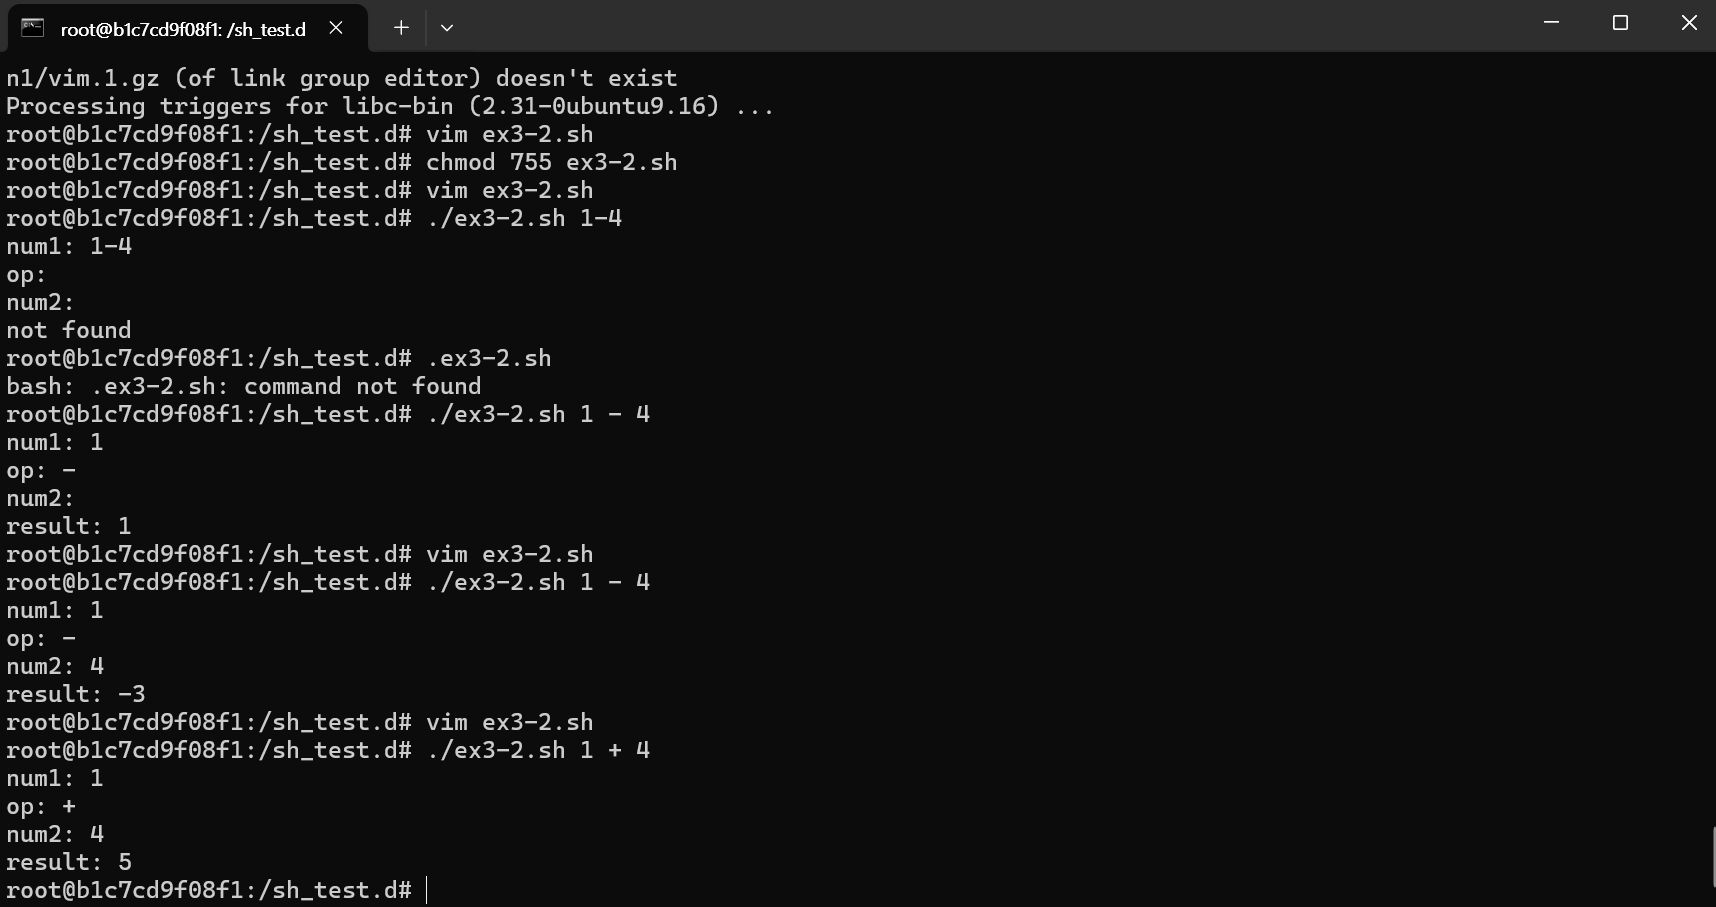 root@b1c7cd9f08f1: /sh_test.d
n1/vim.1.gz (of link group editor) doesn't exist
Processing triggers for libc-bin (2.31-0ubuntu9.16) ...
root@b1c7cd9f08f1:/sh_test.d# vim ex3-2.sh
root@b1c7cd9f08f1:/sh_test.d# chmod 755 ex3-2.sh
root@b1c7cd9f08f1:/sh_test.d# vim ex3-2.sh
root@b1c7cd9f08f1:/sh_test.d# ./ex3-2.sh 1-4
num1: 1-4
op:
num2:
not found
root@b1c7cd9f08f1:/sh_test.d# .ex3-2.sh
bash: .ex3-2.sh: command not found
root@b1c7cd9f08f1:/sh_test.d# ./ex3-2.sh 1 - 4
num1: 1
op: -
num2:
result: 1
root@b1c7cd9f08f1:/sh_test.d# vim ex3-2.sh
root@b1c7cd9f08f1:/sh_test.d# ./ex3-2.sh 1 - 4
num1: 1
op: -
num2: 4
result: -3
root@b1c7cd9f08f1:/sh_test.d# vim ex3-2.sh
root@b1c7cd9f08f1:/sh_test.d# ./ex3-2.sh 1 + 4
num1: 1
op: +
num2: 4
result: 5
root@b1c7cd9f08f1:/sh_test.d#